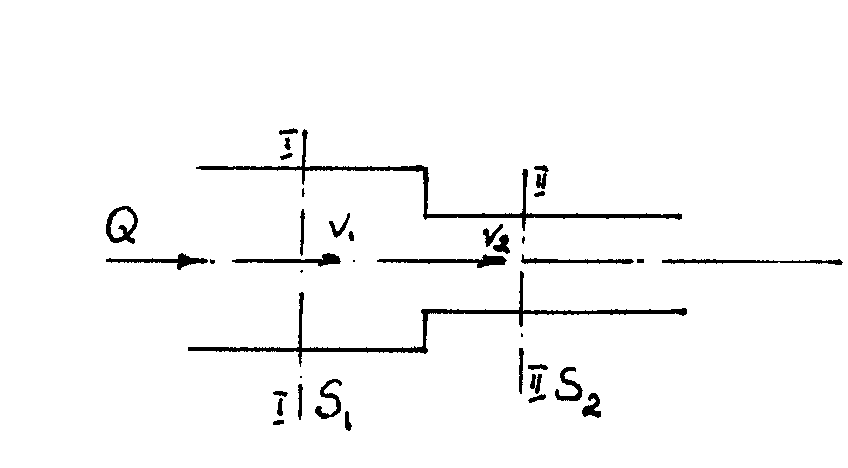 I
II
Q
V₁
V₂
I S₁
II S₂